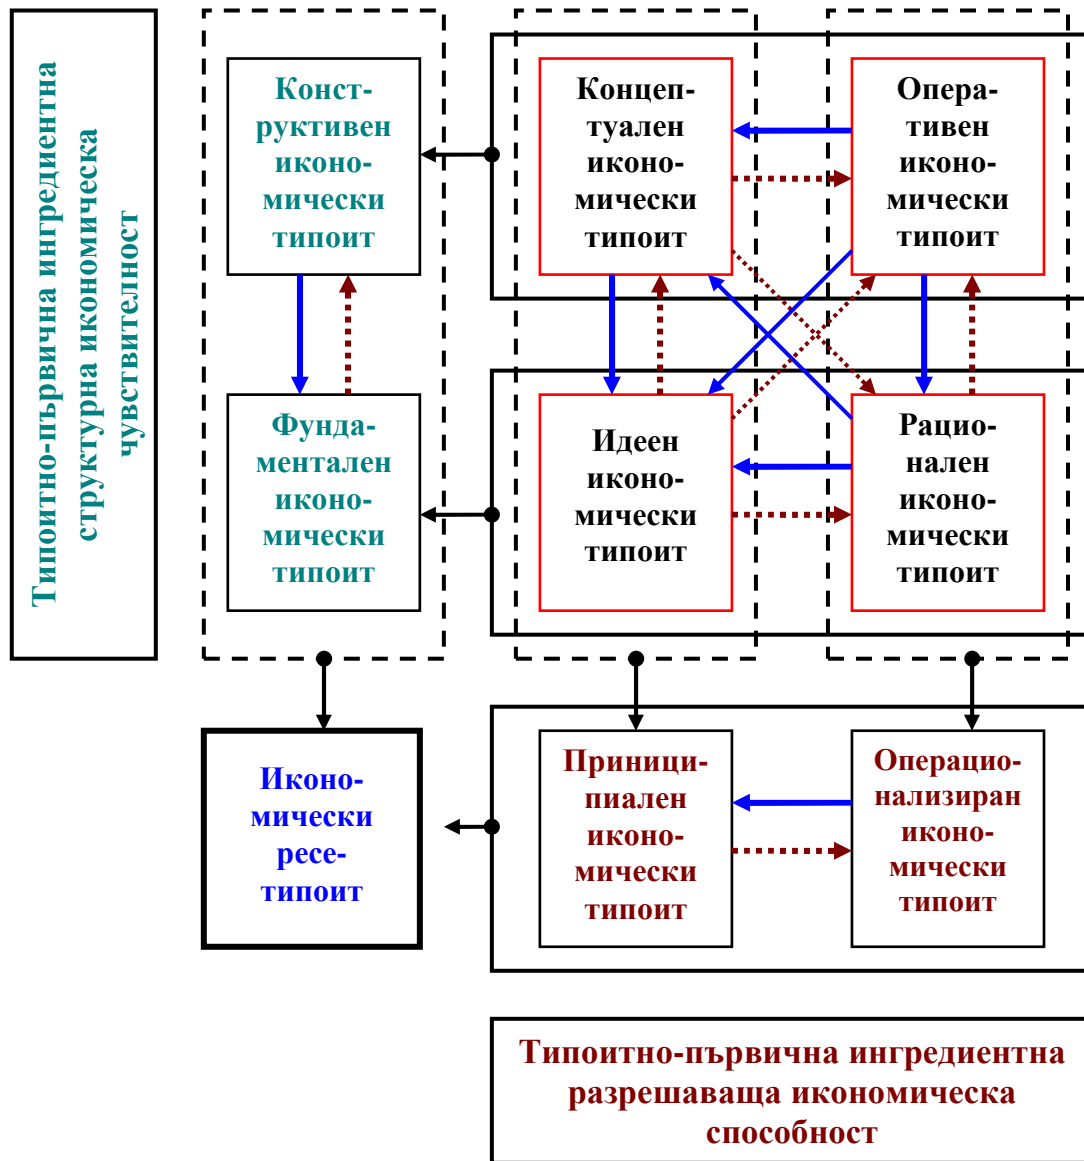 Типоитно-първична ингредиентна
структурна икономическа
чувствителност
Конст-
руктивен
иконо-
мически
типоит
Концеп-
туален
иконо-
мически
типоит
Опера-
тивен
иконо-
мически
типоит
Фунда-
ментален
иконо-
мически
типоит
Идеен
иконо-
мически
типоит
Рацио-
нален
иконо-
мически
типоит
Иконо-
мически
ресе-
типоит
Приници-
пиален
иконо-
мически
типоит
Операцио-
нализиран
иконо-
мически
типоит
Типоитно-първична ингредиентна
разрешаваща икономическа
способност